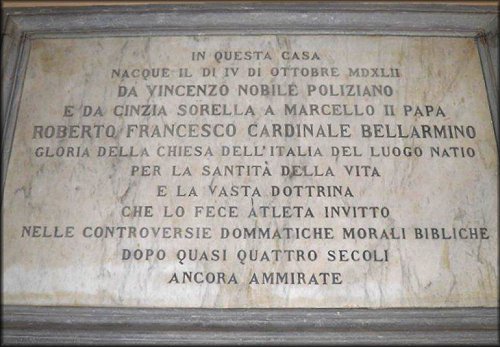 IN QUESTA CASA
NACQUE IL DI IV DI OTTOBRE MDXLII
DA VINCENZO NOBILE POLIZIANO
E DA CINZIA SORELLA A MARCELLO II PAPA
ROBERTO FRANCESCO CARDINALE BELLARMINO
GLORIA DELLA CHIESA DELL'ITALIA DEL LUOGO NATIO
PER LA SANTITÀ DELLA VITA
E LA VASTA DOTTRINA
CHE LO FECE ATLETA INVITTO
NELLE CONTROVERSIE DOMMATICHE MORALI BIBLICHE
DOPO QUASI QUATTRO SECOLI
ANCORA AMMIRATE